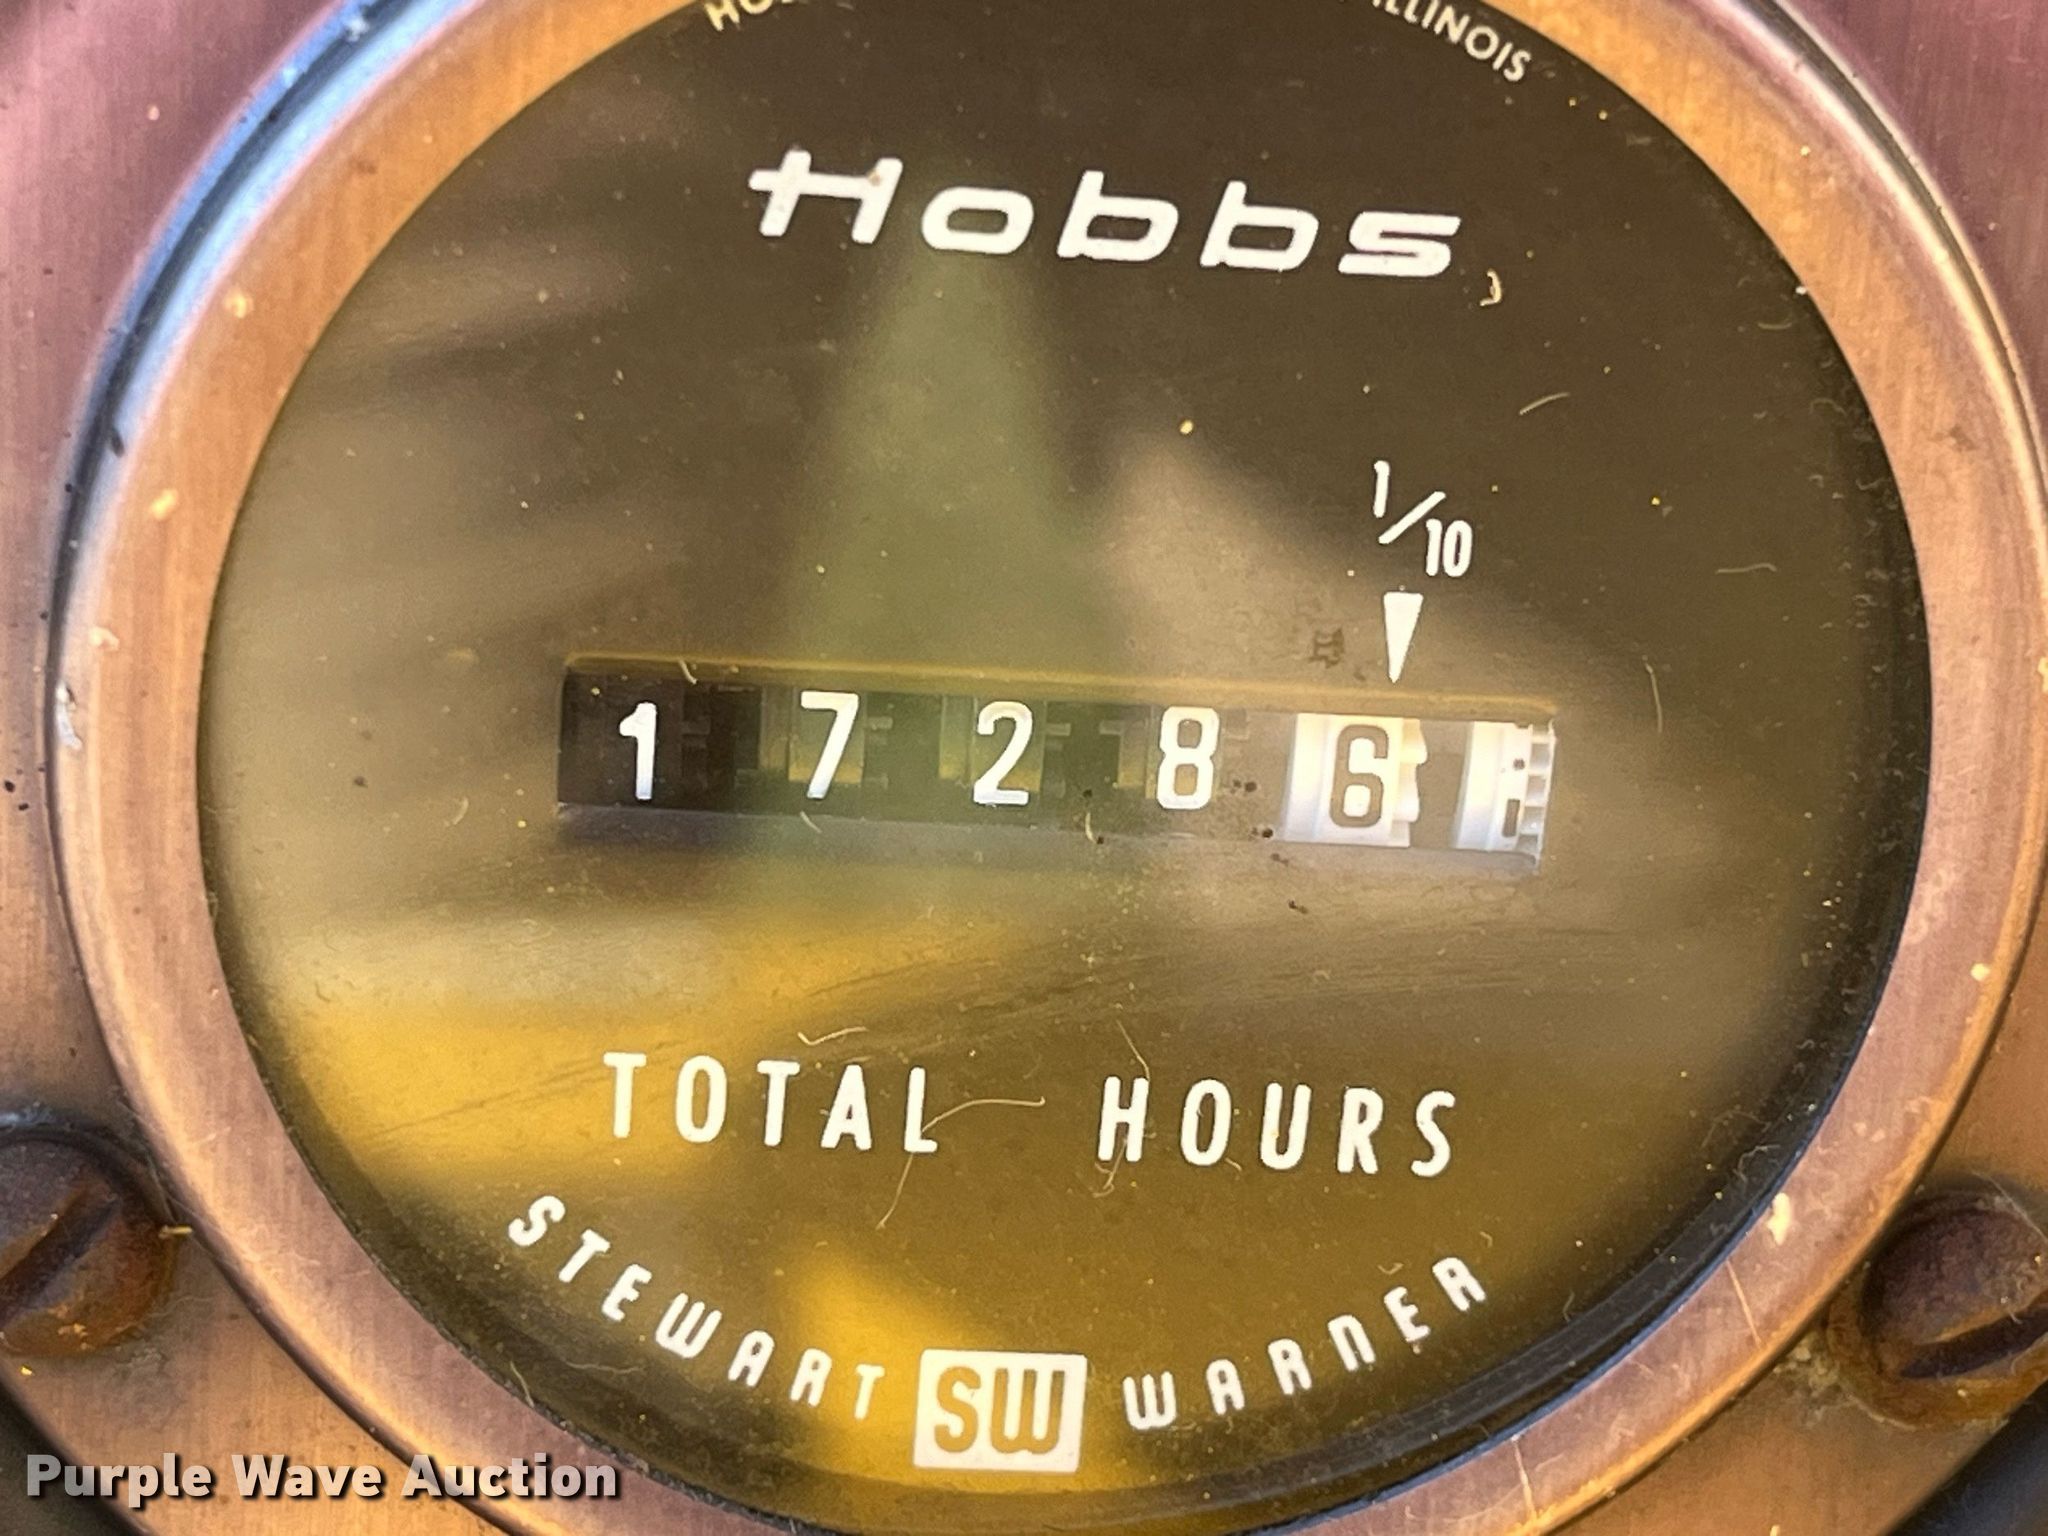 ILLINOIS
Hobbs
1/10
1 7 2 8 6
TOTAL HOURS
STEWART SW WARNER
Purple Wave Auction